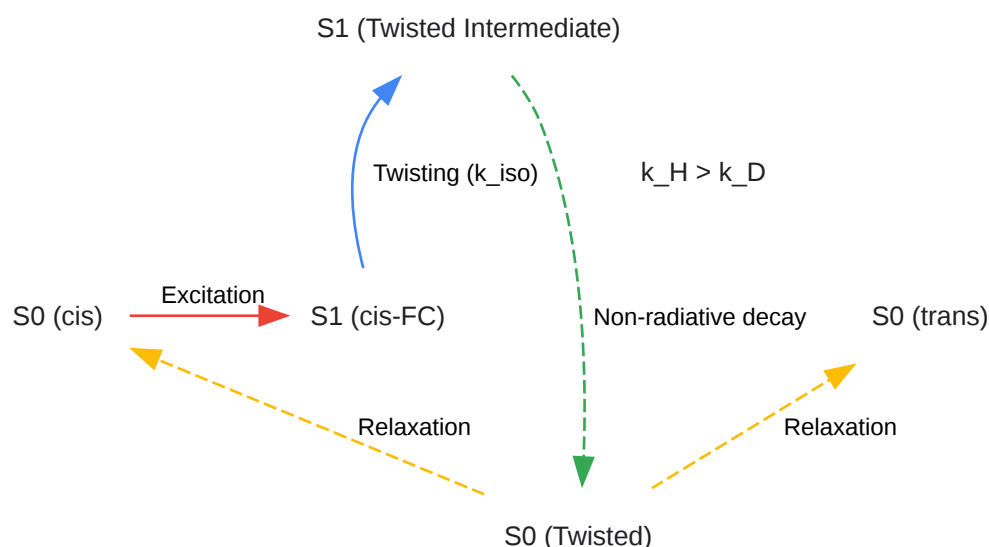 S1 (Twisted Intermediate)
Twisting (k_iso)
k_H > k_D
Excitation
S0 (cis)
S1 (cis-FC)
Non-radiative decay
S0 (trans)
Relaxation
Relaxation
S0 (Twisted)